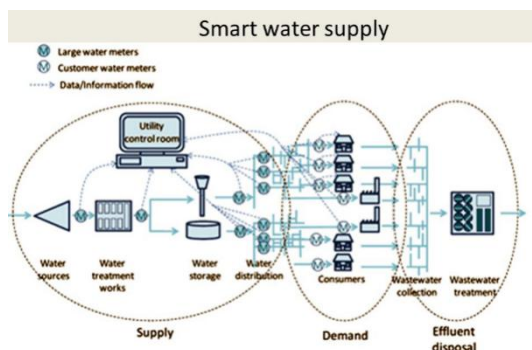 Smart water supply
Large water meters
Customer water meters
Data/Information flow
Utility
control room
Water
sources
Water
treatment
works
Water
storage
Water
distribution
Consumers
Wastewater
collection
Wastewater
treatment
Supply
Demand
Effluent
disposal